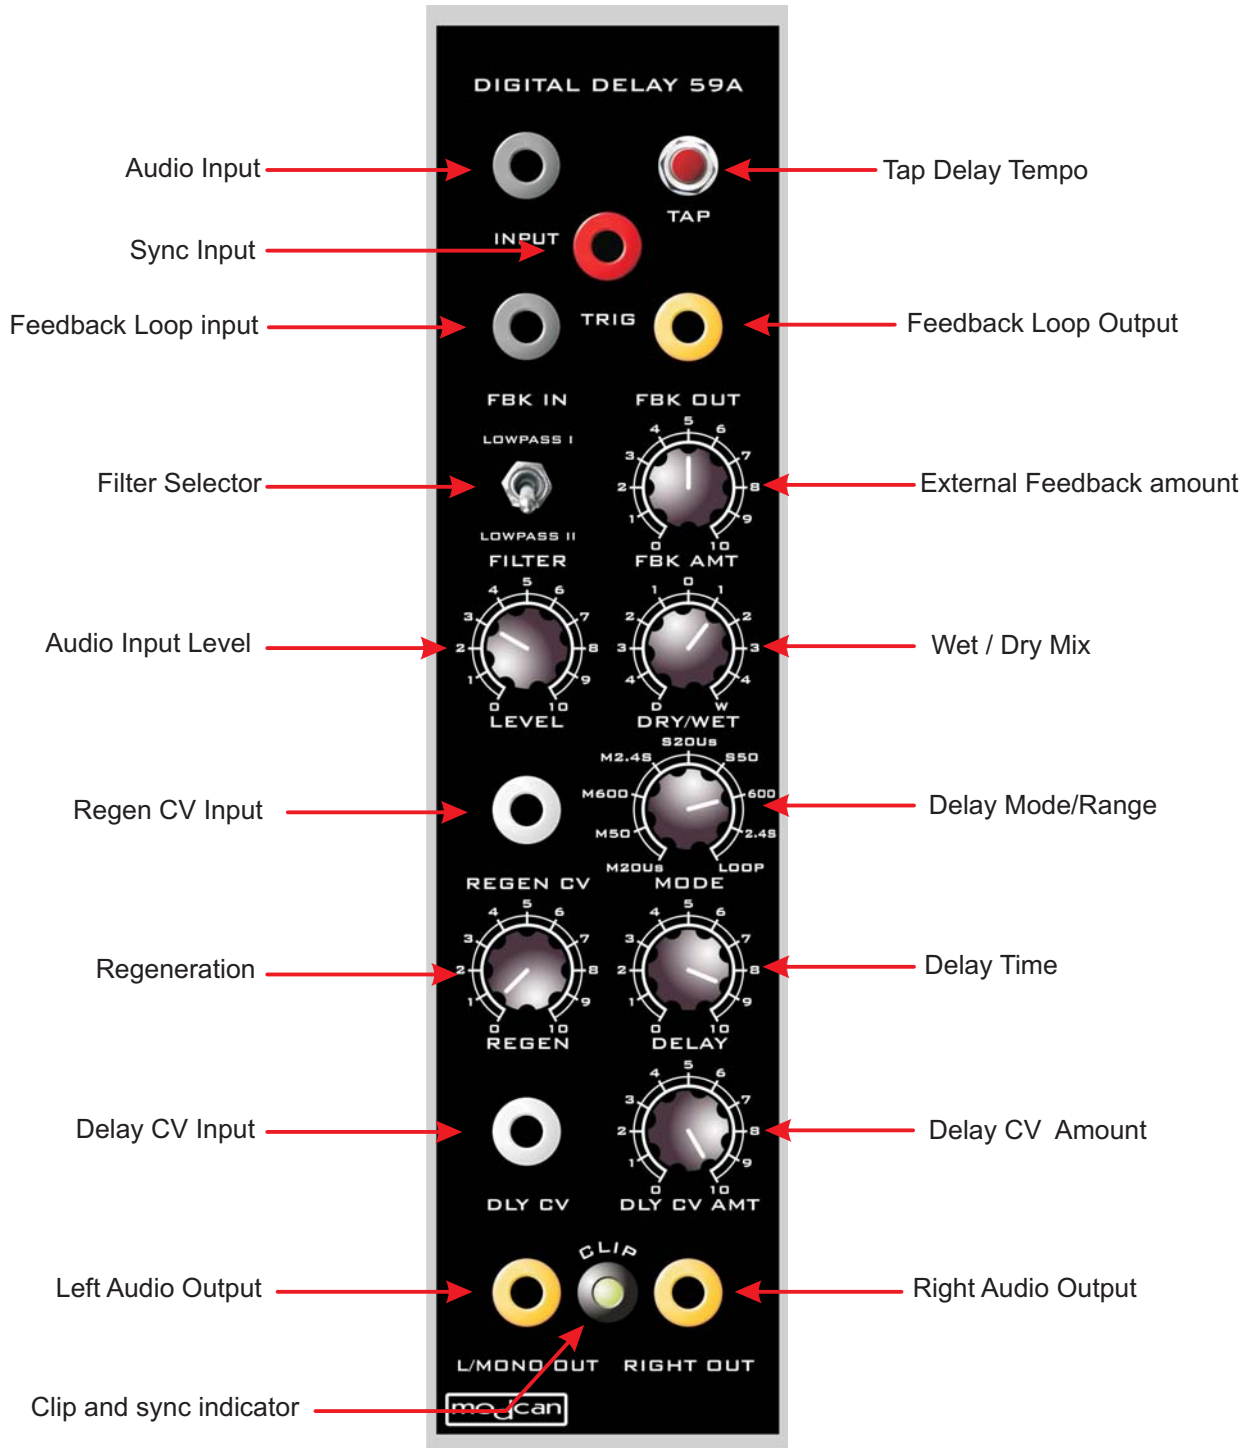 DIGITAL DELAY 59A
Audio Input
Tap Delay Tempo
TAP
INPUT
Sync Input
TRIG
Feedback Loop input
Feedback Loop Output
FBK IN
FBK OUT
LOWPASS I
Filter Selector
LOWPASS II
FILTER
0 1 2 3 4 5 6 7 8 9 10
External Feedback amount
FBK AMT
Audio Input Level
0 1 2 3 4 5 6 7 8 9 10
LEVEL
D 4 3 2 1 0 1 2 3 4 W
Wet / Dry Mix
DRY/WET
Regen CV Input
REGEN CV
M20Us M50 M600 M2.4S S20Us S50 600 2.4S LOOP
Delay Mode/Range
MODE
Regeneration
0 1 2 3 4 5 6 7 8 9 10
REGEN
0 1 2 3 4 5 6 7 8 9 10
Delay Time
DELAY
Delay CV Input
DLY CV
0 1 2 3 4 5 6 7 8 9 10
Delay CV  Amount
DLY CV AMT
CLIP
Left Audio Output
Right Audio Output
L/MONO OUT
RIGHT OUT
Clip and sync indicator
modcan